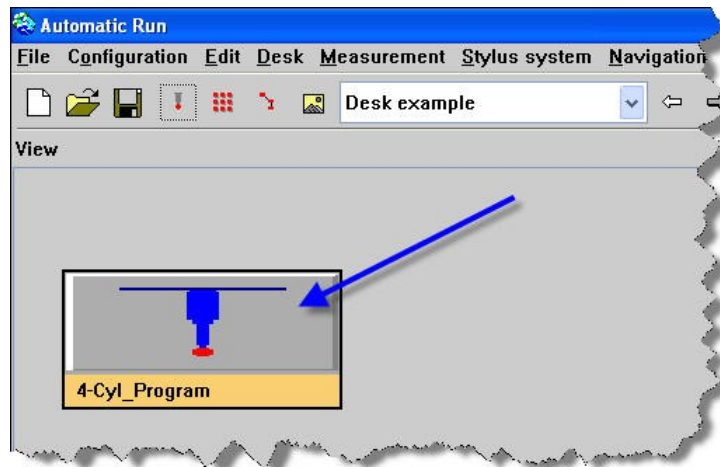 Automatic Run
File Configuration Edit Desk Measurement Stylus system Navigation
Desk example
View
4-Cyl_Program